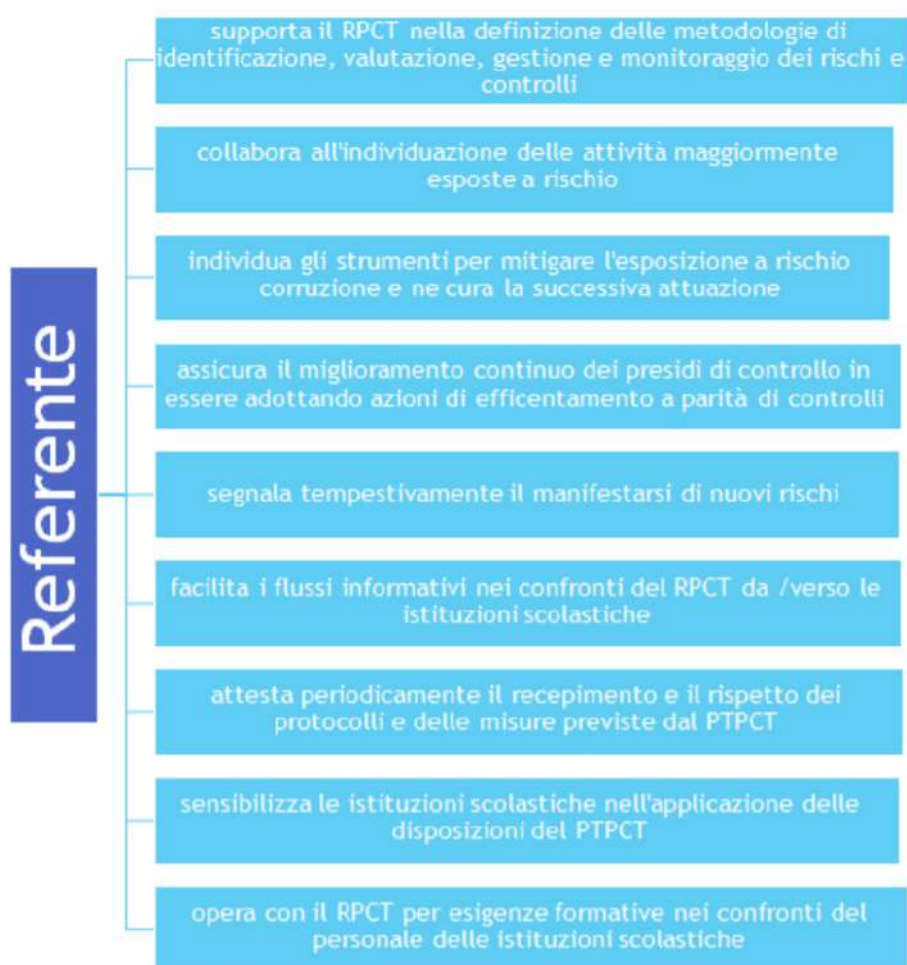 Referente
supporta il RPCT nella definizione delle metodologie di
identificazione, valutazione, gestione e monitoraggio dei rischi e
controlli
collabora all'individuazione delle attività maggiormente
esposte a rischio
individua gli strumenti per mitigare l'esposizione a rischio
corruzione e ne cura la successiva attuazione
assicura il miglioramento continuo dei presidi di controllo in
essere adottando azioni di efficentamento a parità di controlli
segnala tempestivamente il manifestarsi di nuovi rischi
facilita i flussi informativi nei confronti del RPCT da /verso le
istituzioni scolastiche
attesta periodicamente il recepimento e il rispetto dei
protocolli e delle misure previste dal PTPCT
sensibilizza le istituzioni scolastiche nell'applicazione delle
disposizioni del PTPCT
opera con il RPCT per esigenze formative nei confronti del
personale delle istituzioni scolastiche